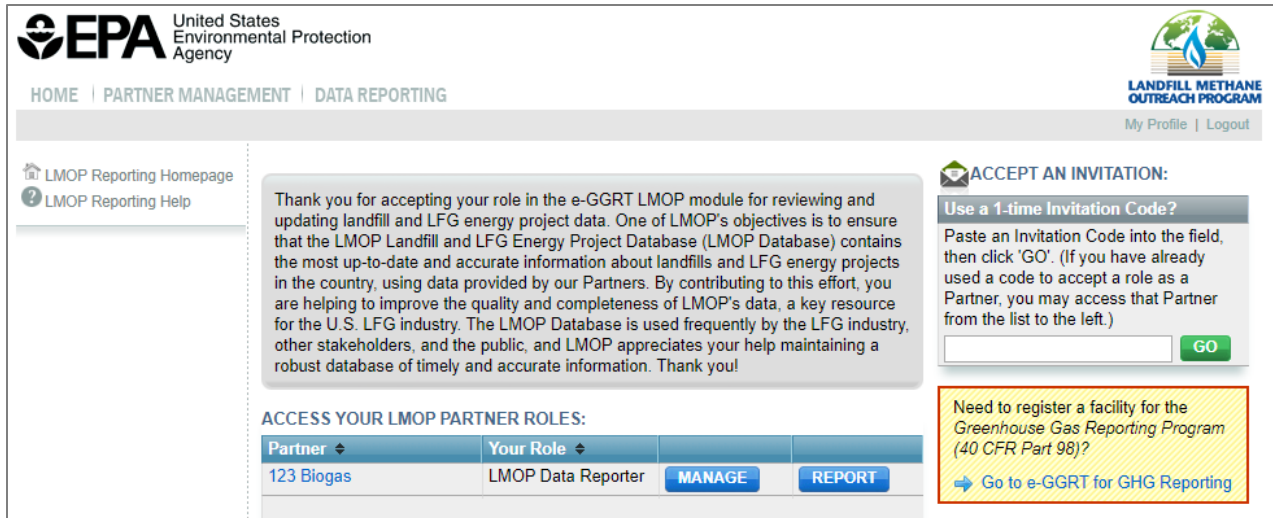 EPA
United States
Environmental Protection
Agency
LANDFILL METHANE
OUTREACH PROGRAM
HOME | PARTNER MANAGEMENT | DATA REPORTING
My Profile | Logout
LMOP Reporting Homepage
? LMOP Reporting Help
Thank you for accepting your role in the e-GGRT LMOP module for reviewing and
updating landfill and LFG energy project data. One of LMOP's objectives is to ensure
that the LMOP Landfill and LFG Energy Project Database (LMOP Database) contains
the most up-to-date and accurate information about landfills and LFG energy projects
in the country, using data provided by our Partners. By contributing to this effort, you
are helping to improve the quality and completeness of LMOP's data, a key resource
for the U.S. LFG industry. The LMOP Database is used frequently by the LFG industry,
other stakeholders, and the public, and LMOP appreciates your help maintaining a
robust database of timely and accurate information. Thank you!
ACCESS YOUR LMOP PARTNER ROLES:
Partner Your Role
123 Biogas LMOP Data Reporter MANAGE REPORT
ACCEPT AN INVITATION:
Use a 1-time Invitation Code?
Paste an Invitation Code into the field,
then click 'GO'. (If you have already
used a code to accept a role as a
Partner, you may access that Partner
from the list to the left.)
GO
Need to register a facility for the
Greenhouse Gas Reporting Program
(40 CFR Part 98)?
Go to e-GGRT for GHG Reporting